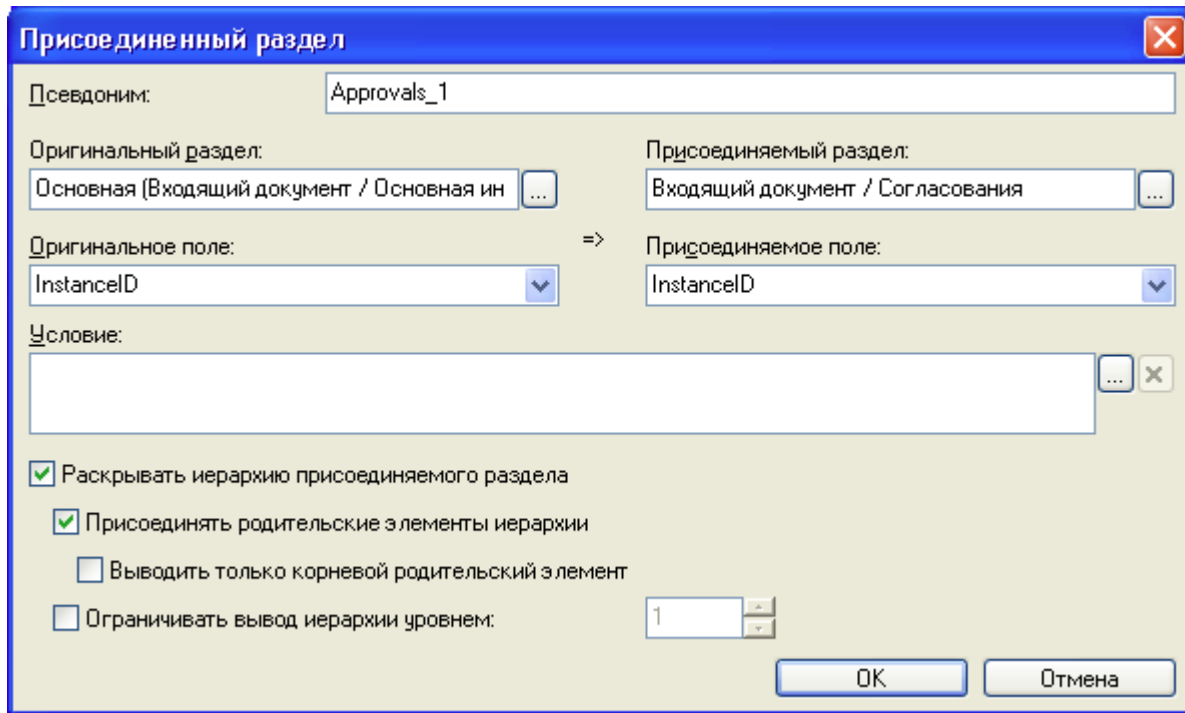 Присоединенный раздел
Псевдоним: Approvals_1
Оригинальный раздел: Присоединяемый раздел:
Основная (Входящий документ / Основная ин ... Входящий документ / Согласования ...
Оригинальное поле: => Присоединяемое поле:
InstanceID InstanceID
Условие:
...
Раскрывать иерархию присоединяемого раздела
Присоединять родительские элементы иерархии
Выводить только корневой родительский элемент
Ограничивать вывод иерархии уровнем: 1
OK Отмена